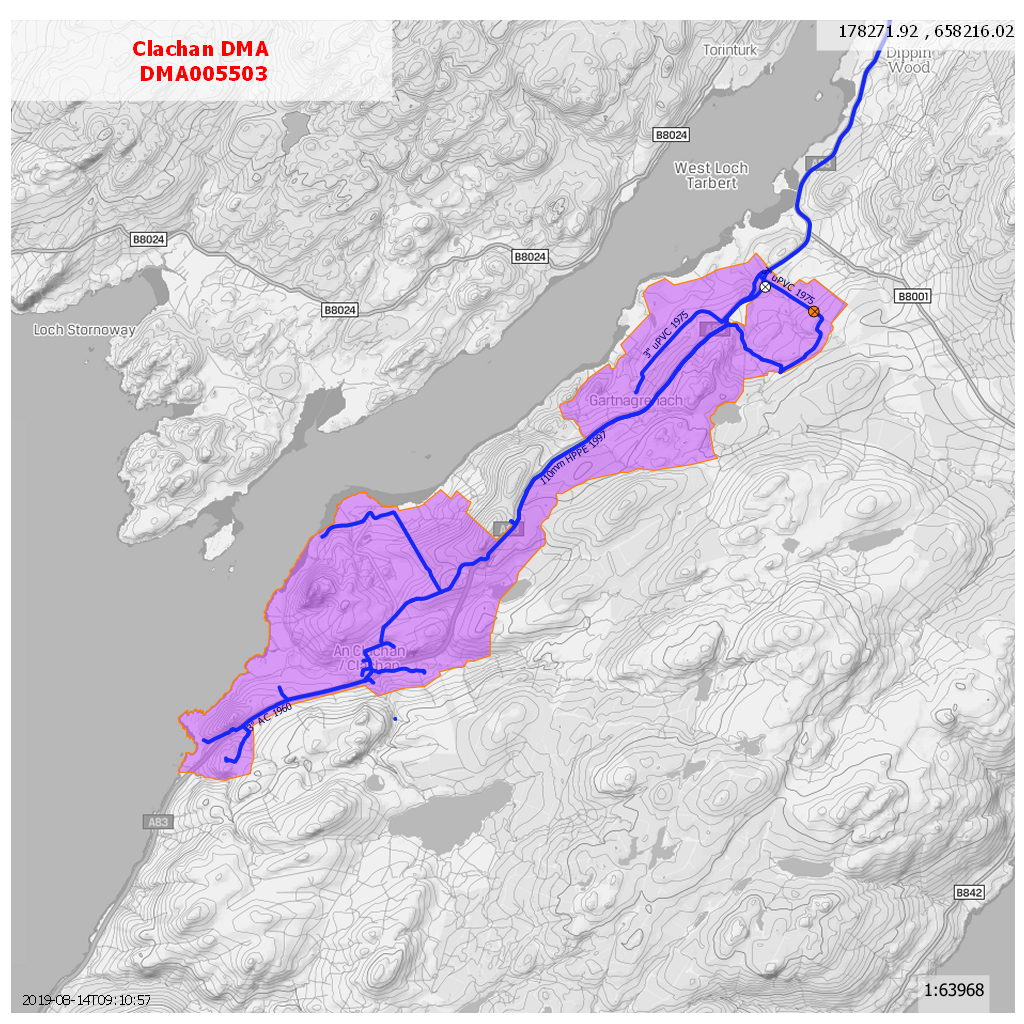 Clachan DMA
DMA005503
178271.92 , 658216.02
Torinturk
Dippin
Wood
B8024
A83
West Loch
Tarbert
B8024
B8024
B8001
uPVC 1975
B8024
Loch Stornoway
3" uPVC 1975
Gartnagrenach
110mm HPPE 1997
An Clachan
/ Clachan
3" AC 1960
A83
B842
2019-08-14T09:10:57
1:63968